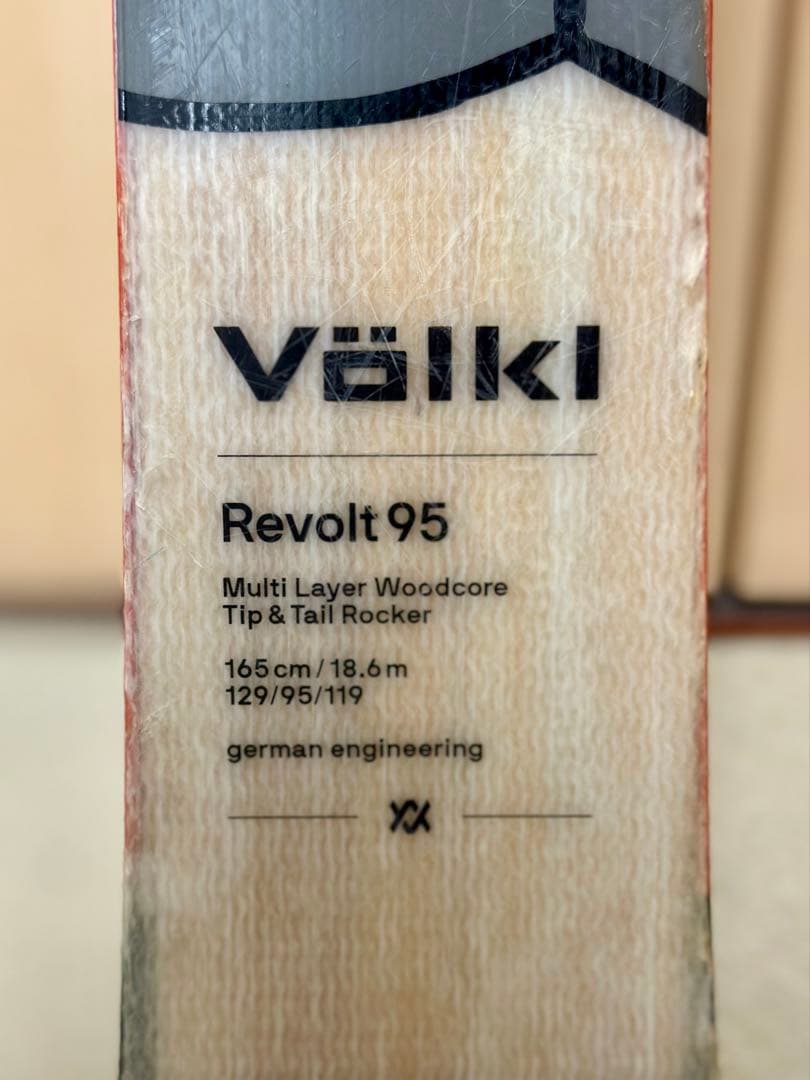 Völkl
Revolt 95
Multi Layer Woodcore
Tip & Tail Rocker
165cm / 18.6m
129/95/119
german engineering